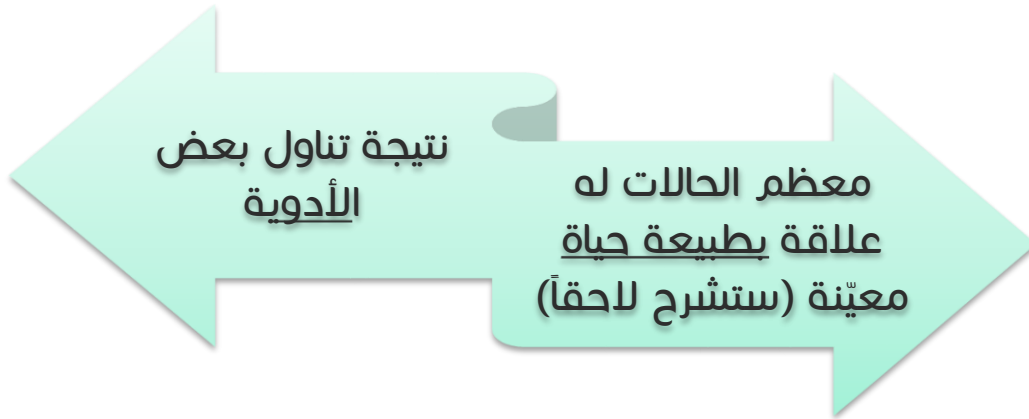 معظم الحالات له
علاقة بطبيعة حياة
معيّنة (ستشرح لاحقاً)
نتيجة تناول بعض
الأدوية